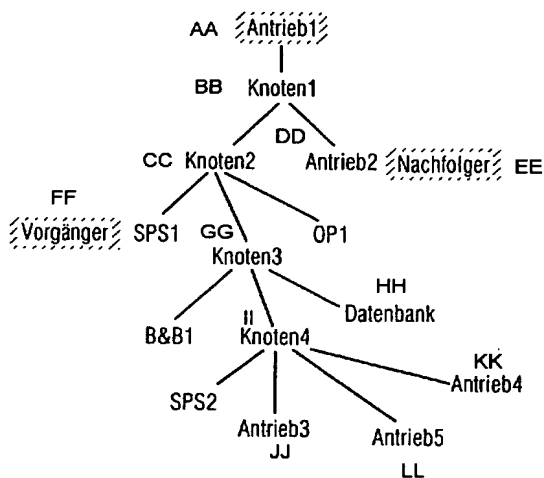 AA Antrieb1
BB Knoten1
DD
CC Knoten2 Antrieb2 Nachfolger EE
FF
Vorgänger SPS1 GG OP1
Knoten3
HH
Datenbank
B&B1 II
Knoten4
KK
Antrieb4
SPS2
Antrieb3 Antrieb5
JJ
LL